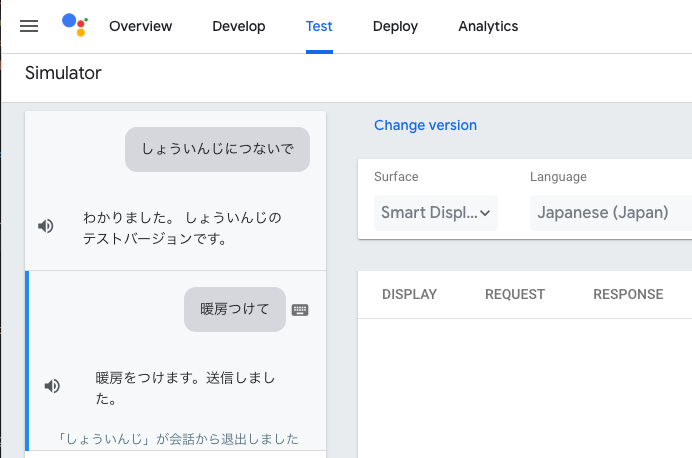 Overview Develop Test Deploy Analytics
Simulator
しょういんじにつないで
わかりました。 しょういんじの
テストバージョンです。
暖房つけて
暖房をつけます。送信しまし
た。
「しょういんじ」が会話から退出しました
Change version
Surface Language
Smart Displ... Japanese (Japan)
DISPLAY REQUEST RESPONSE